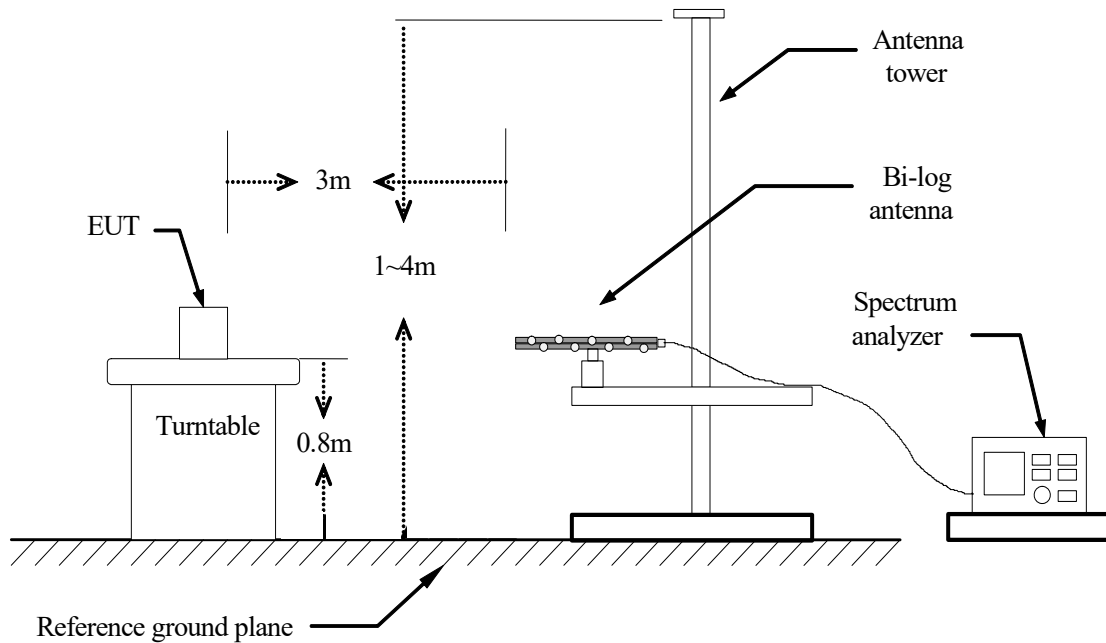 Antenna
tower
3m
Bi-log
antenna
EUT
1~4m
Spectrum
analyzer
Turntable
0.8m
Reference ground plane